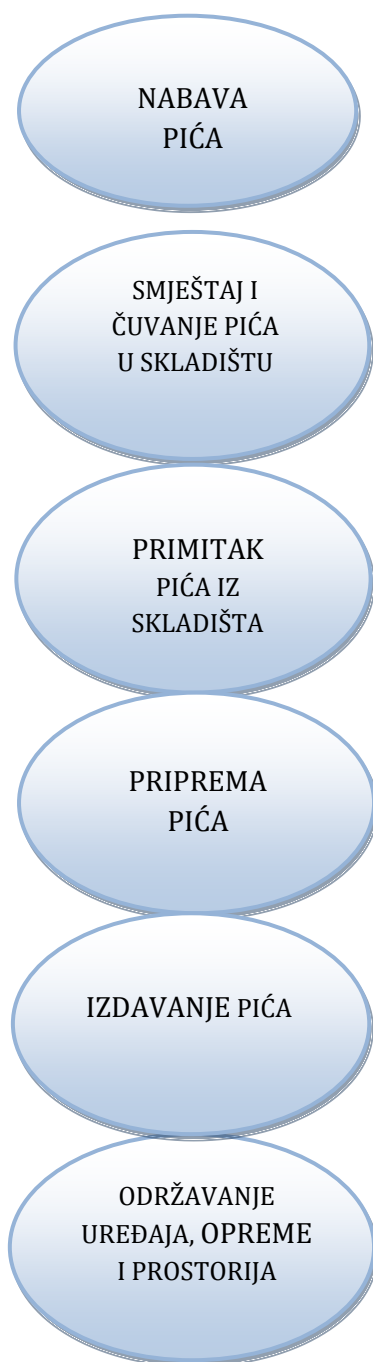 NABAVA
PIĆA
SMJEŠTAJ I
ČUVANJE PIĆA
U SKLADIŠTU
PRIMITAK
PIĆA IZ
SKLADIŠTA
PRIPREMA
PIĆA
IZDAVANJE PIĆA
ODRŽAVANJE
UREĐAJA, OPREME
I PROSTORIJA